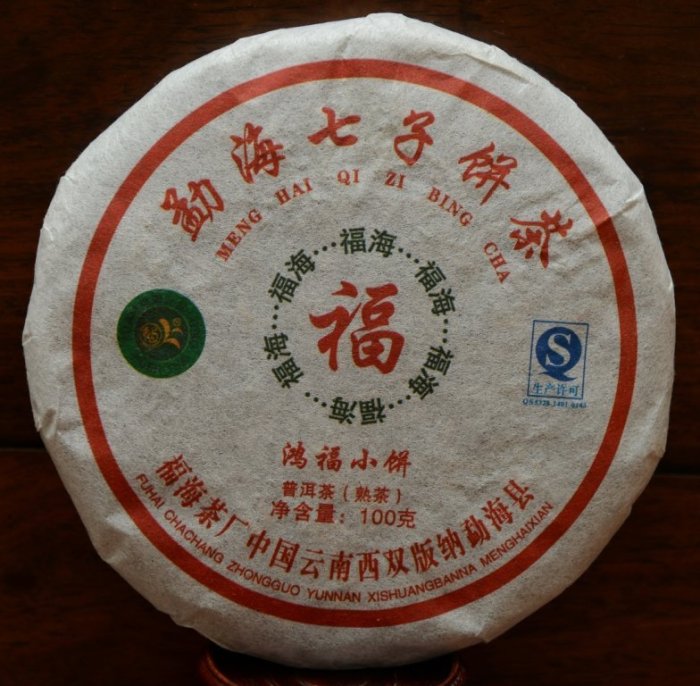 勐海七子饼茶
MENG HAI QI ZI BING CHA
福海…福海…福海…福海…福海…福海…福海…
福
生产许可
鸿福小饼
普洱茶（熟茶）
净含量：100克
福海茶厂中国云南西双版纳勐海县
FUHAI CHACHANG ZHONGGUO YUNNAN XISHUANGBANNA MENGHAIXIAN